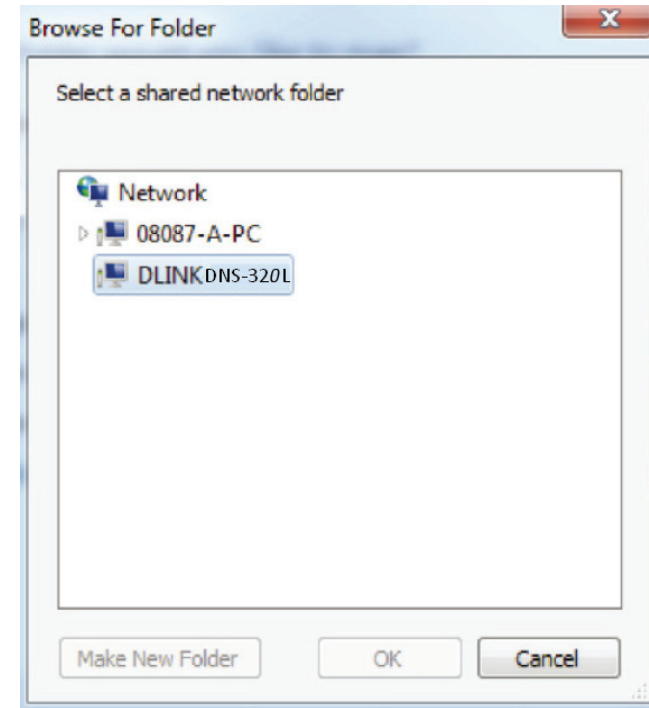 Browse For Folder
Select a shared network folder
Network
08087-A-PC
DLINKDNS-320L
Make New Folder
OK
Cancel